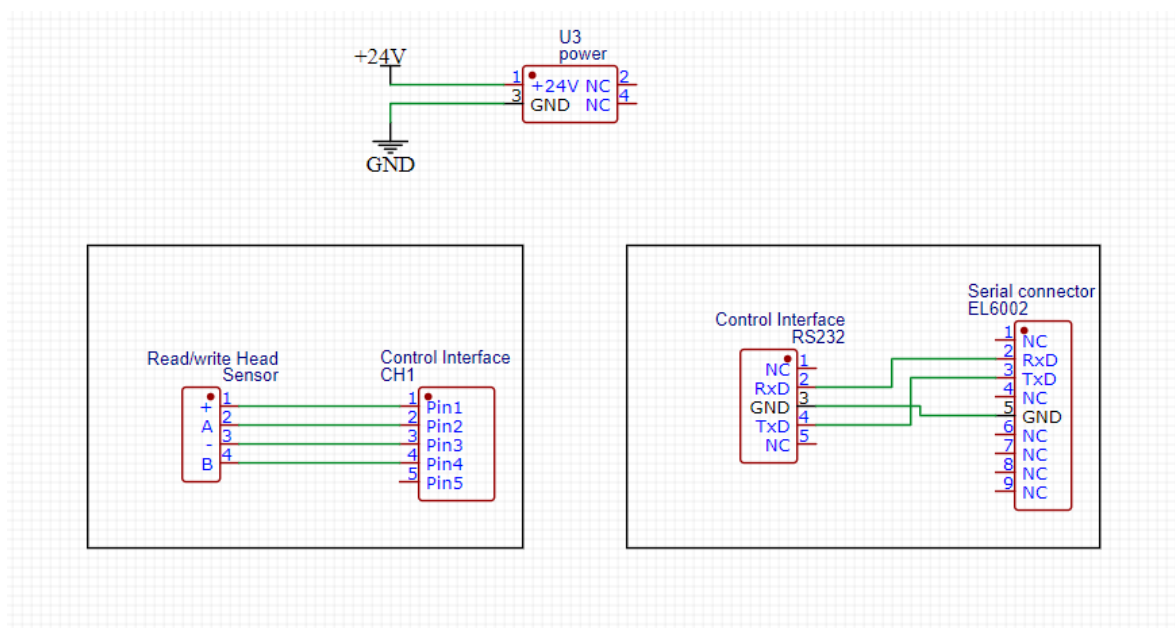 U3
power
+24V
1 +24V NC 2
3 GND NC 4
GND
Read/write Head
Sensor
+ 1
A 2
- 3
B 4
Control Interface
CH1
1 Pin1
2 Pin2
3 Pin3
4 Pin4
5 Pin5
Control Interface
RS232
NC 1
RxD 2
GND 3
TxD 4
NC 5
Serial connector
EL6002
1 NC
2 RxD
3 TxD
4 NC
5 GND
6 NC
7 NC
8 NC
9 NC